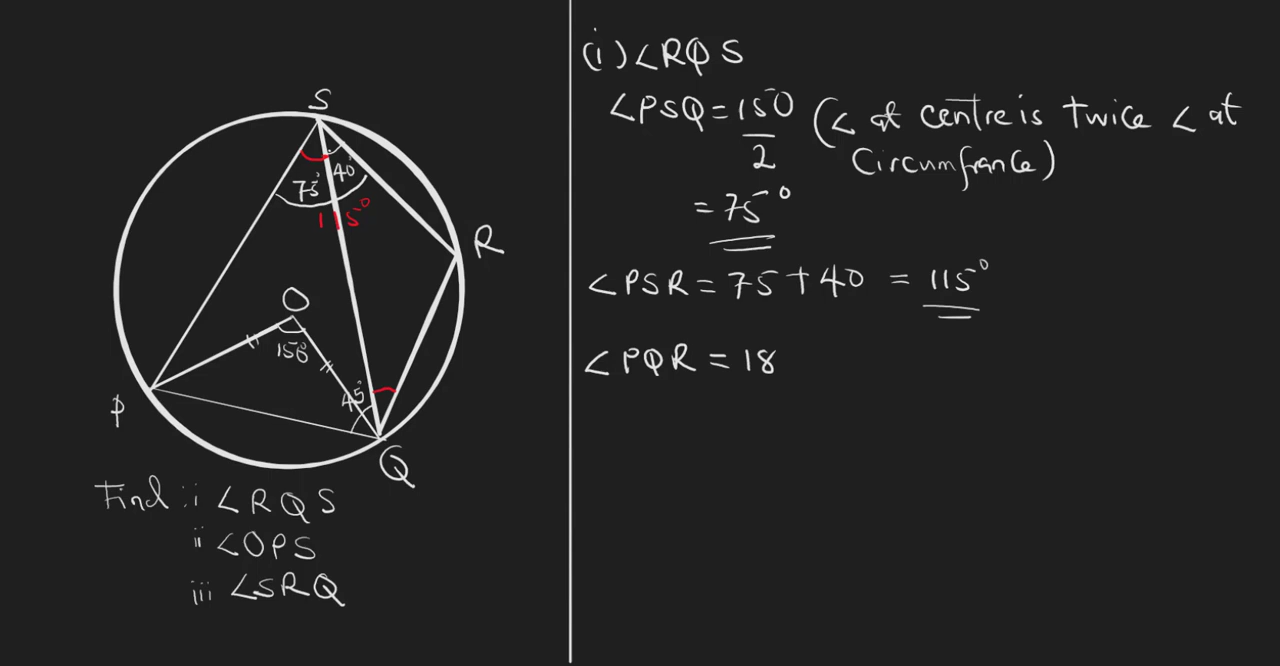 S
40°
75°
115°
R
O
150°
45°
P
Q
Find : i ∠RQS
ii ∠OPS
iii ∠SRQ
(i) ∠RQS
∠PSQ = 150/2 (∠ at centre is twice ∠ at
Circumfrance)
= 75°
∠PSR = 75 + 40 = 115°
∠PQR = 18